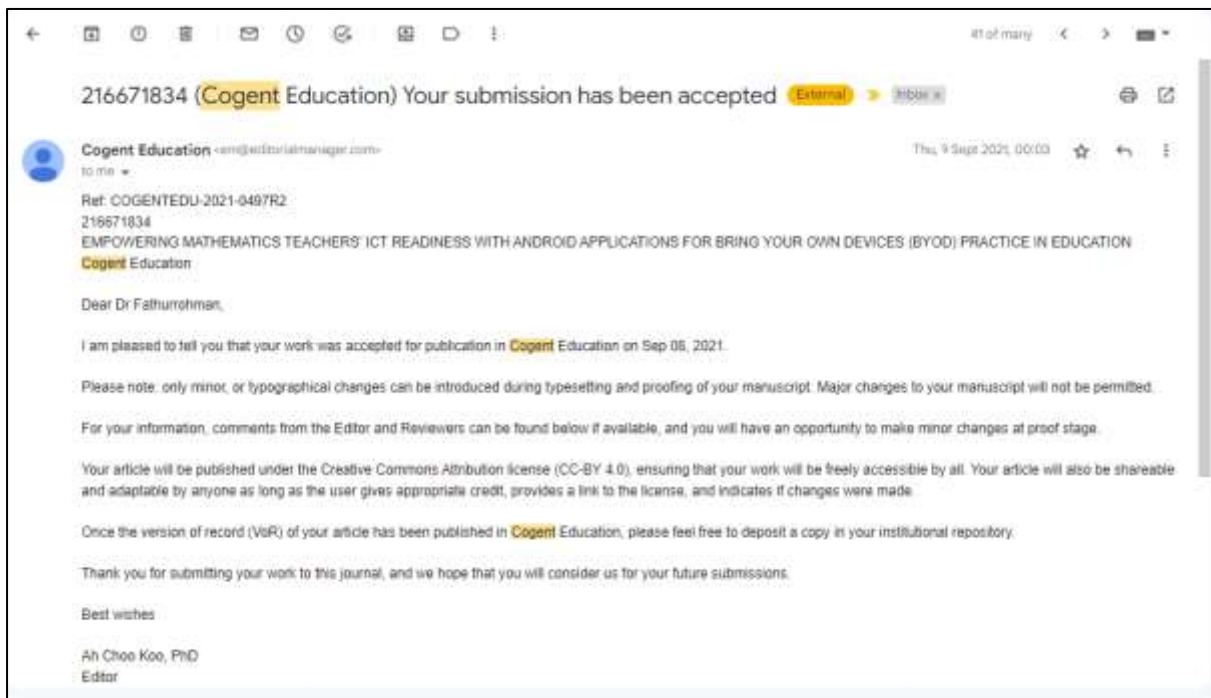 41 of many
216671834 (Cogent Education) Your submission has been accepted External Inbox x
Cogent Education <em@editorialmanager.com>
Thu, 9 Sept 2021, 00:03
to me
Ref: COGENTEDU-2021-0497R2
216671834
EMPOWERING MATHEMATICS TEACHERS' ICT READINESS WITH ANDROID APPLICATIONS FOR BRING YOUR OWN DEVICES (BYOD) PRACTICE IN EDUCATION
Cogent Education
Dear Dr Fathurrohman,
I am pleased to tell you that your work was accepted for publication in Cogent Education on Sep 08, 2021.
Please note: only minor, or typographical changes can be introduced during typesetting and proofing of your manuscript. Major changes to your manuscript will not be permitted.
For your information, comments from the Editor and Reviewers can be found below if available, and you will have an opportunity to make minor changes at proof stage.
Your article will be published under the Creative Commons Attribution license (CC-BY 4.0), ensuring that your work will be freely accessible by all. Your article will also be shareable
and adaptable by anyone as long as the user gives appropriate credit, provides a link to the license, and indicates if changes were made.
Once the version of record (VoR) of your article has been published in Cogent Education, please feel free to deposit a copy in your institutional repository.
Thank you for submitting your work to this journal, and we hope that you will consider us for your future submissions.
Best wishes
Ah Choo Koo, PhD
Editor